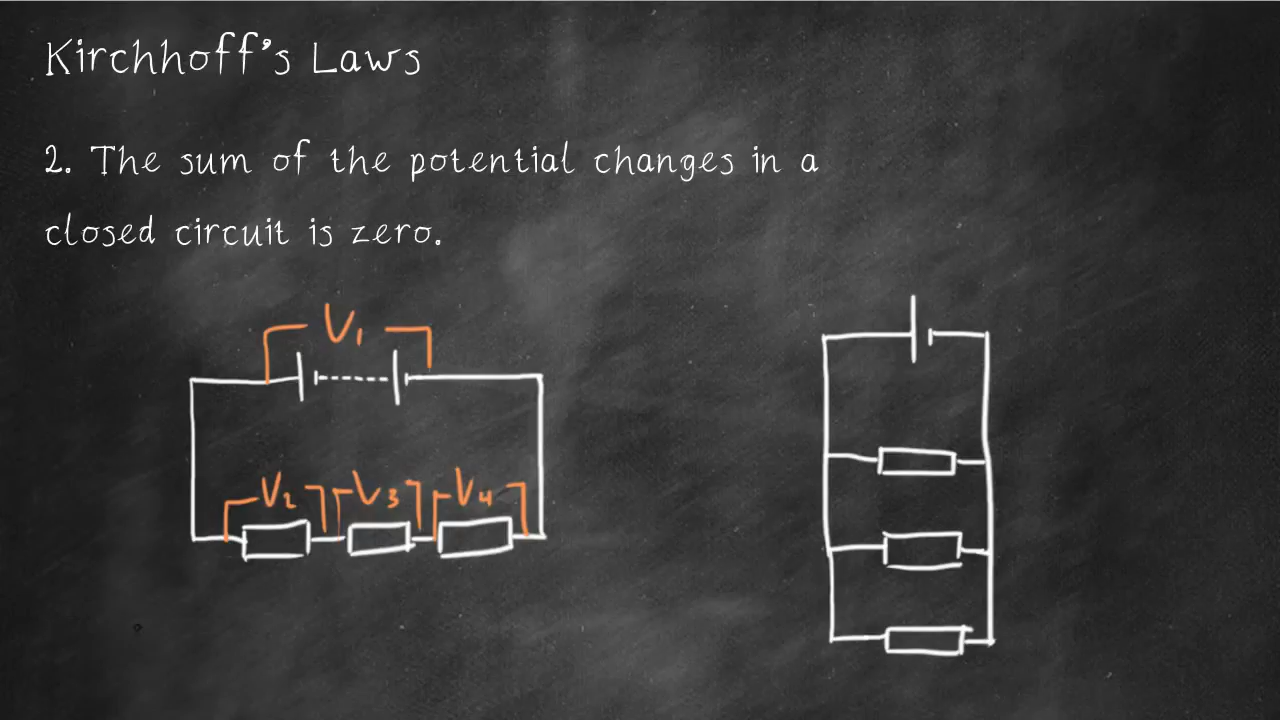 Kirchhoff's Laws
2. The sum of the potential changes in a
closed circuit is zero.
V₁
V₂ V₃ V₄